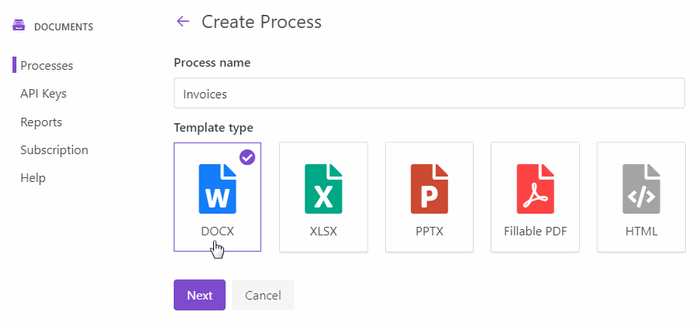 DOCUMENTS
Processes
API Keys
Reports
Subscription
Help
← Create Process
Process name
Invoices
Template type
W
DOCX
X
XLSX
P
PPTX
Fillable PDF
</>
HTML
Next
Cancel